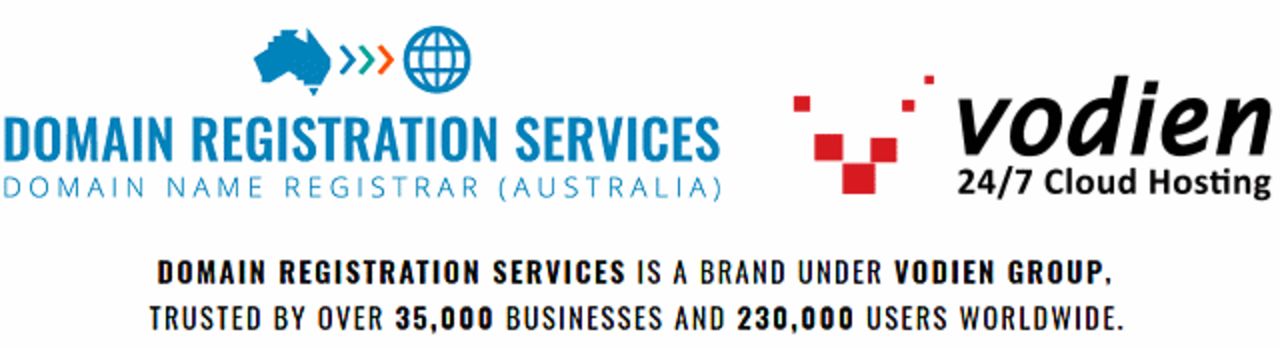 DOMAIN REGISTRATION SERVICES
DOMAIN NAME REGISTRAR (AUSTRALIA)
vodien
24/7 Cloud Hosting
DOMAIN REGISTRATION SERVICES IS A BRAND UNDER VODIEN GROUP,
TRUSTED BY OVER 35,000 BUSINESSES AND 230,000 USERS WORLDWIDE.